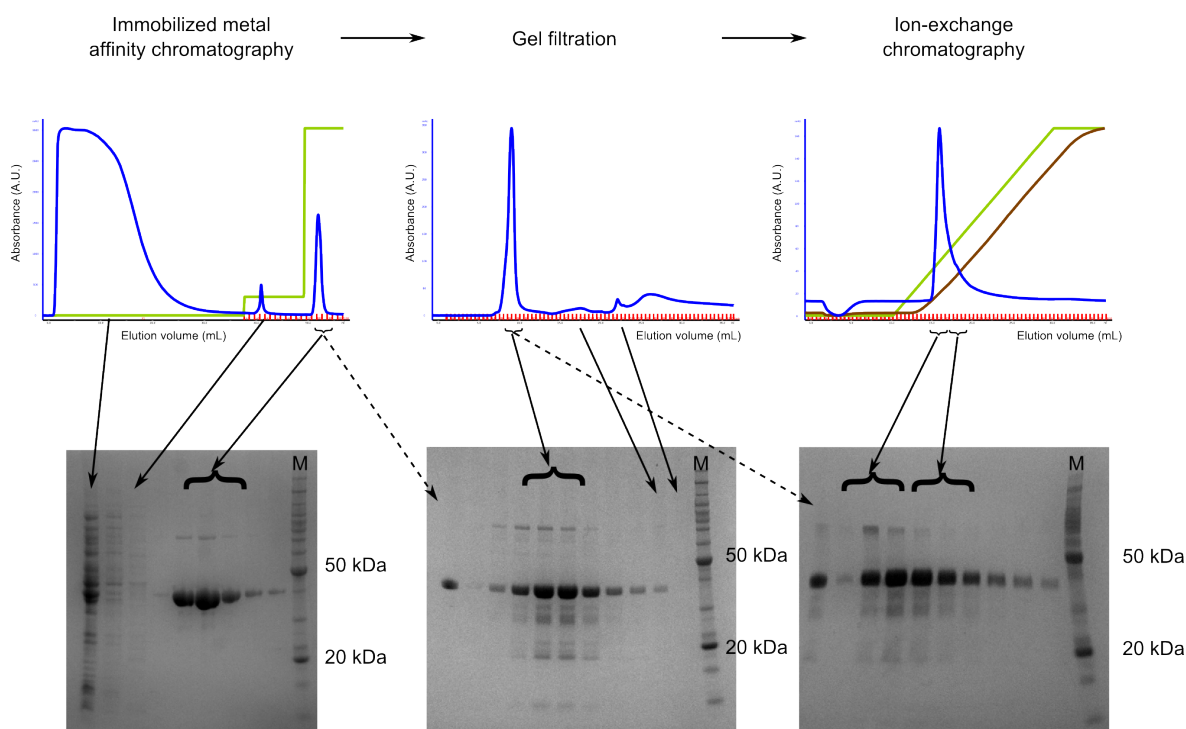 Immobilized metal
affinity chromatography
Gel filtration
Ion-exchange
chromatography
Absorbance (A.U.)
Elution volume (mL)
Absorbance (A.U.)
Elution volume (mL)
Absorbance (A.U.)
Elution volume (mL)
M
50 kDa
20 kDa
M
50 kDa
20 kDa
M
50 kDa
20 kDa